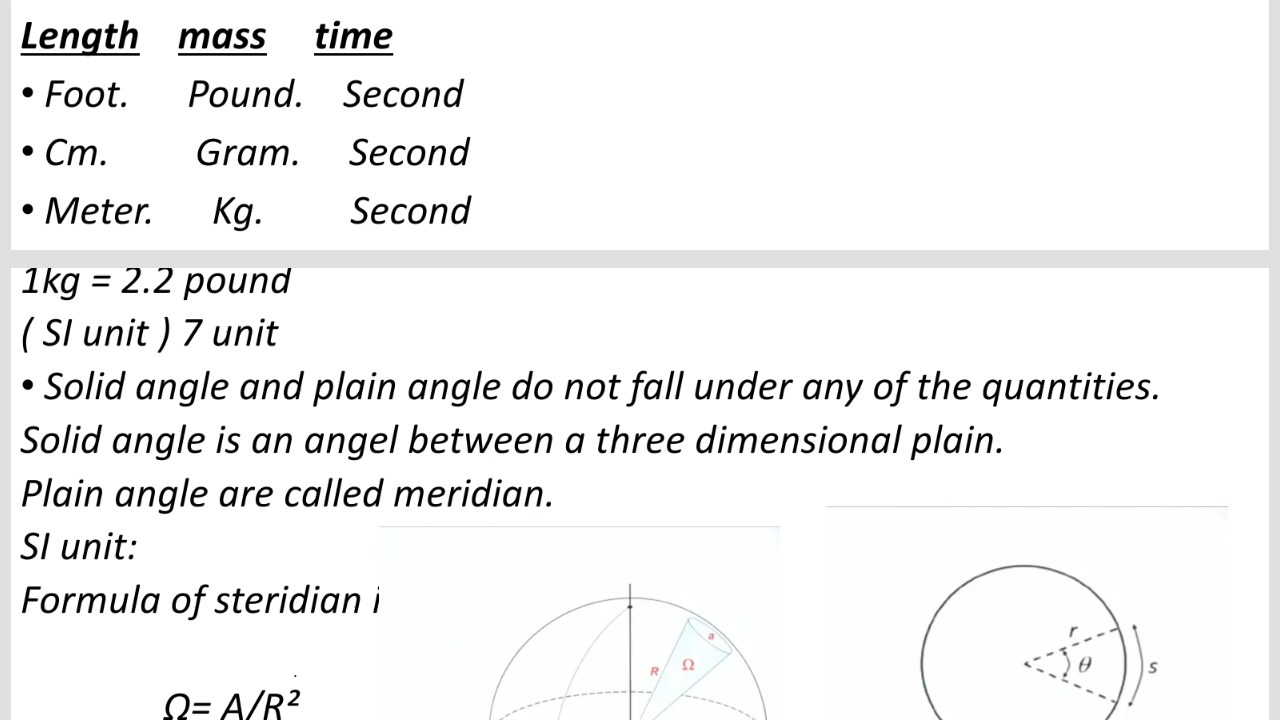 Length mass time
• Foot. Pound. Second
• Cm. Gram. Second
• Meter. Kg. Second
1kg = 2.2 pound
( SI unit ) 7 unit
• Solid angle and plain angle do not fall under any of the quantities.
Solid angle is an angel between a three dimensional plain.
Plain angle are called meridian.
SI unit:
Formula of steridian i
Ω= A/R²
a
R Ω
r
θ s